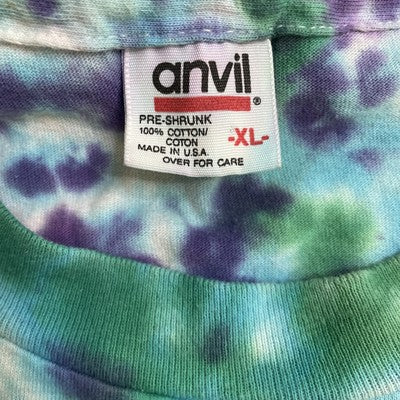 anvil
®
PRE-SHRUNK
100% COTTON/
COTON
MADE IN U.S.A.
OVER FOR CARE
-XL-